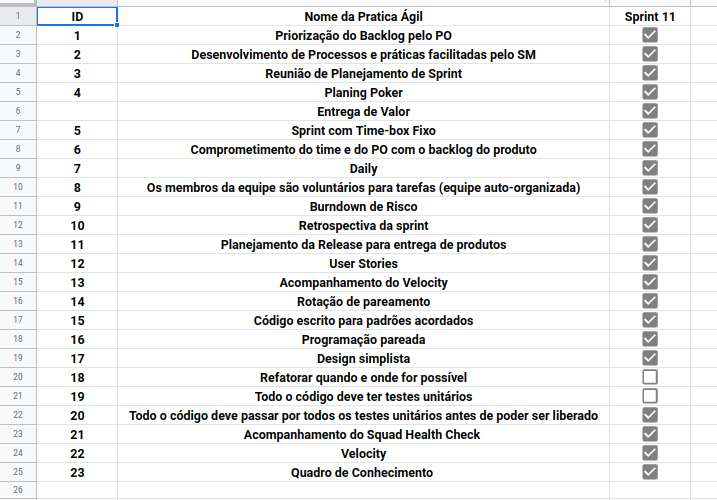 1 ID Nome da Pratica Ágil Sprint 11
2 1 Priorização do Backlog pelo PO
3 2 Desenvolvimento de Processos e práticas facilitadas pelo SM
4 3 Reunião de Planejamento de Sprint
5 4 Planing Poker
6 Entrega de Valor
7 5 Sprint com Time-box Fixo
8 6 Comprometimento do time e do PO com o backlog do produto
9 7 Daily
10 8 Os membros da equipe são voluntários para tarefas (equipe auto-organizada)
11 9 Burndown de Risco
12 10 Retrospectiva da sprint
13 11 Planejamento da Release para entrega de produtos
14 12 User Stories
15 13 Acompanhamento do Velocity
16 14 Rotação de pareamento
17 15 Código escrito para padrões acordados
18 16 Programação pareada
19 17 Design simplista
20 18 Refatorar quando e onde for possível
21 19 Todo o código deve ter testes unitários
22 20 Todo o código deve passar por todos os testes unitários antes de poder ser liberado
23 21 Acompanhamento do Squad Health Check
24 22 Velocity
25 23 Quadro de Conhecimento
26